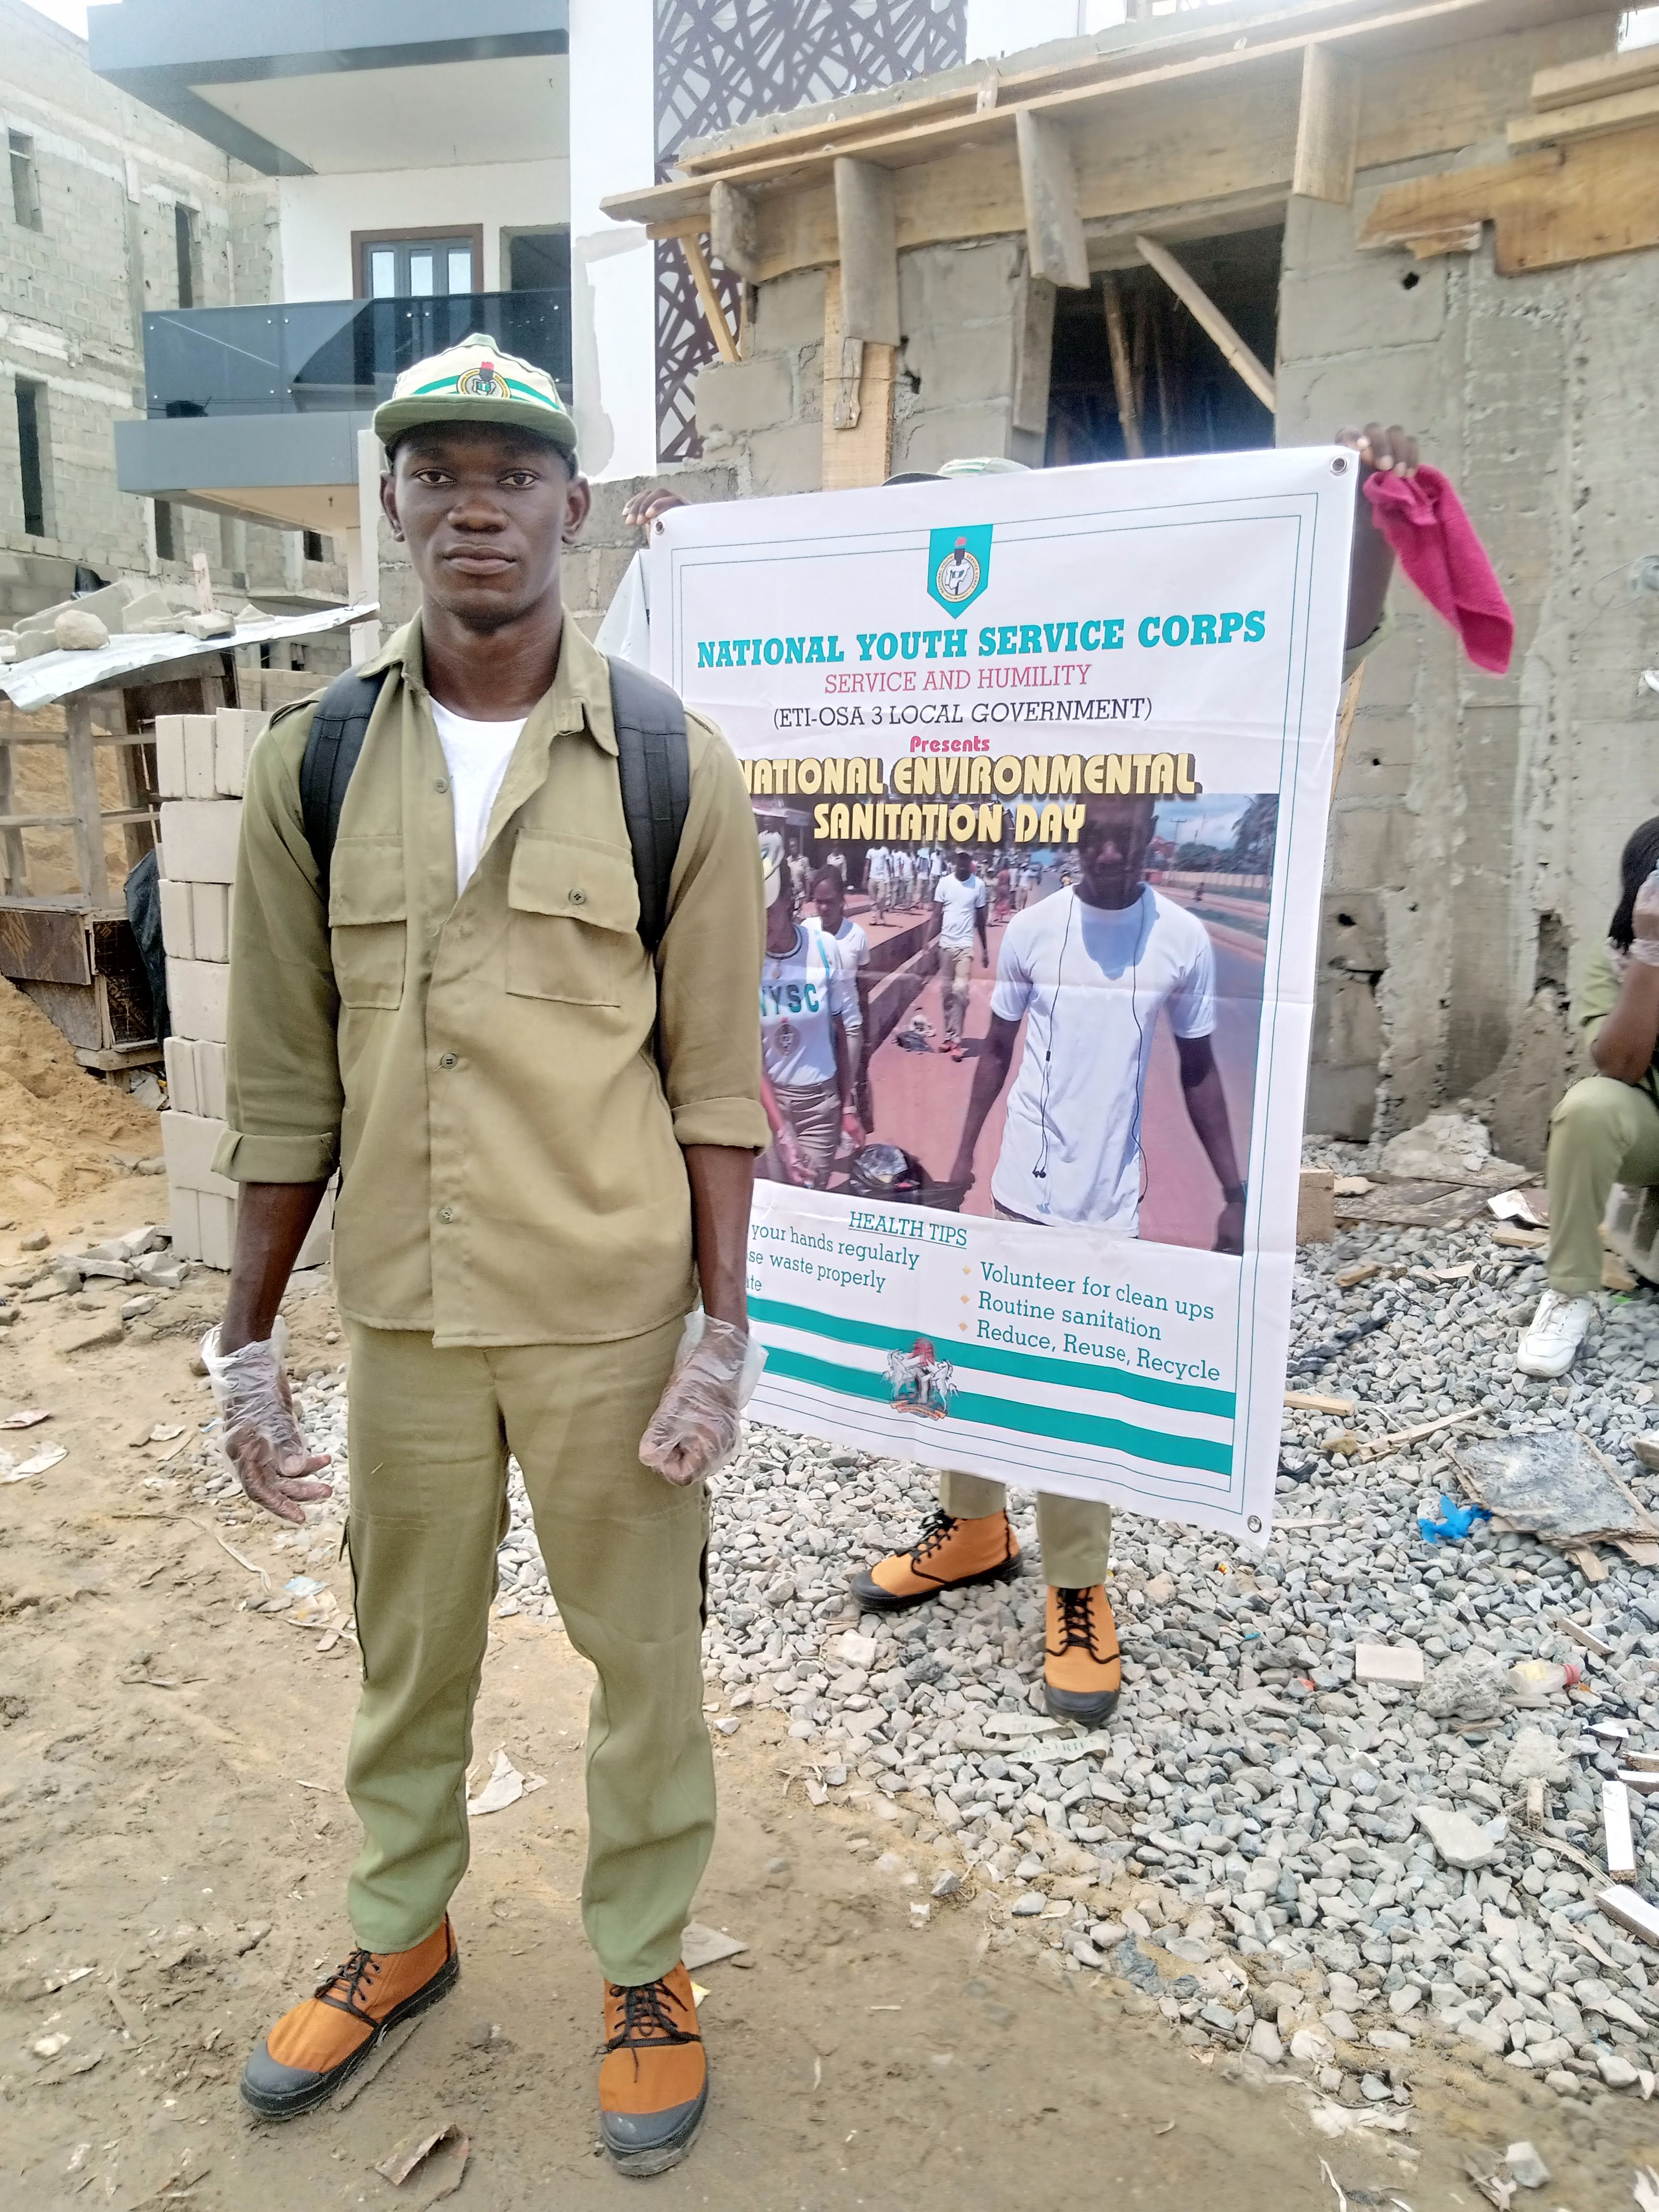 NATIONAL YOUTH SERVICE CORPS
SERVICE AND HUMILITY
(ETI-OSA 3 LOCAL GOVERNMENT)
Presents
NATIONAL ENVIRONMENTAL
SANITATION DAY
NYSC
HEALTH TIPS
your hands regularly
waste properly
Volunteer for clean ups
Routine sanitation
Reduce, Reuse, Recycle